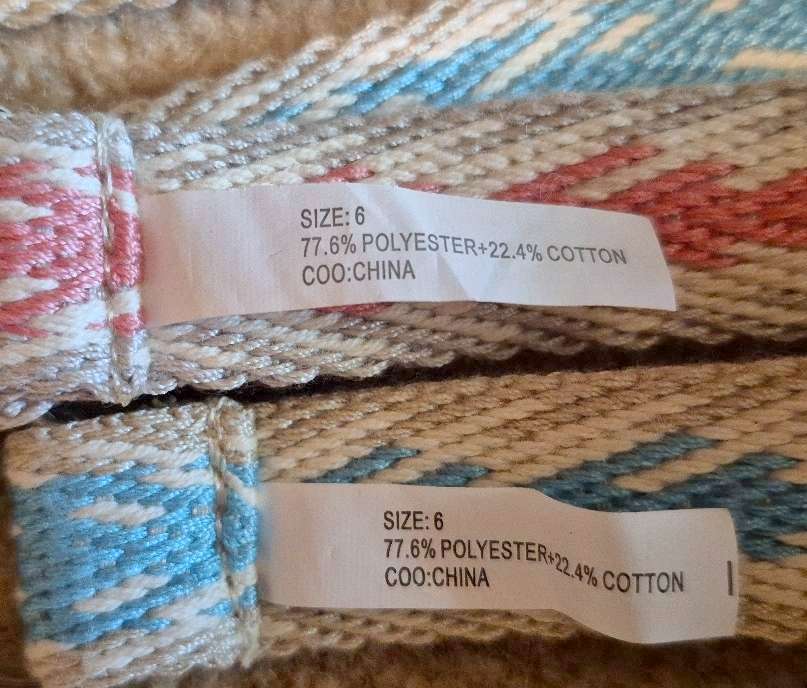 SIZE: 6
77.6% POLYESTER+22.4% COTTON
COO:CHINA
SIZE: 6
77.6% POLYESTER+22.4% COTTON
COO:CHINA